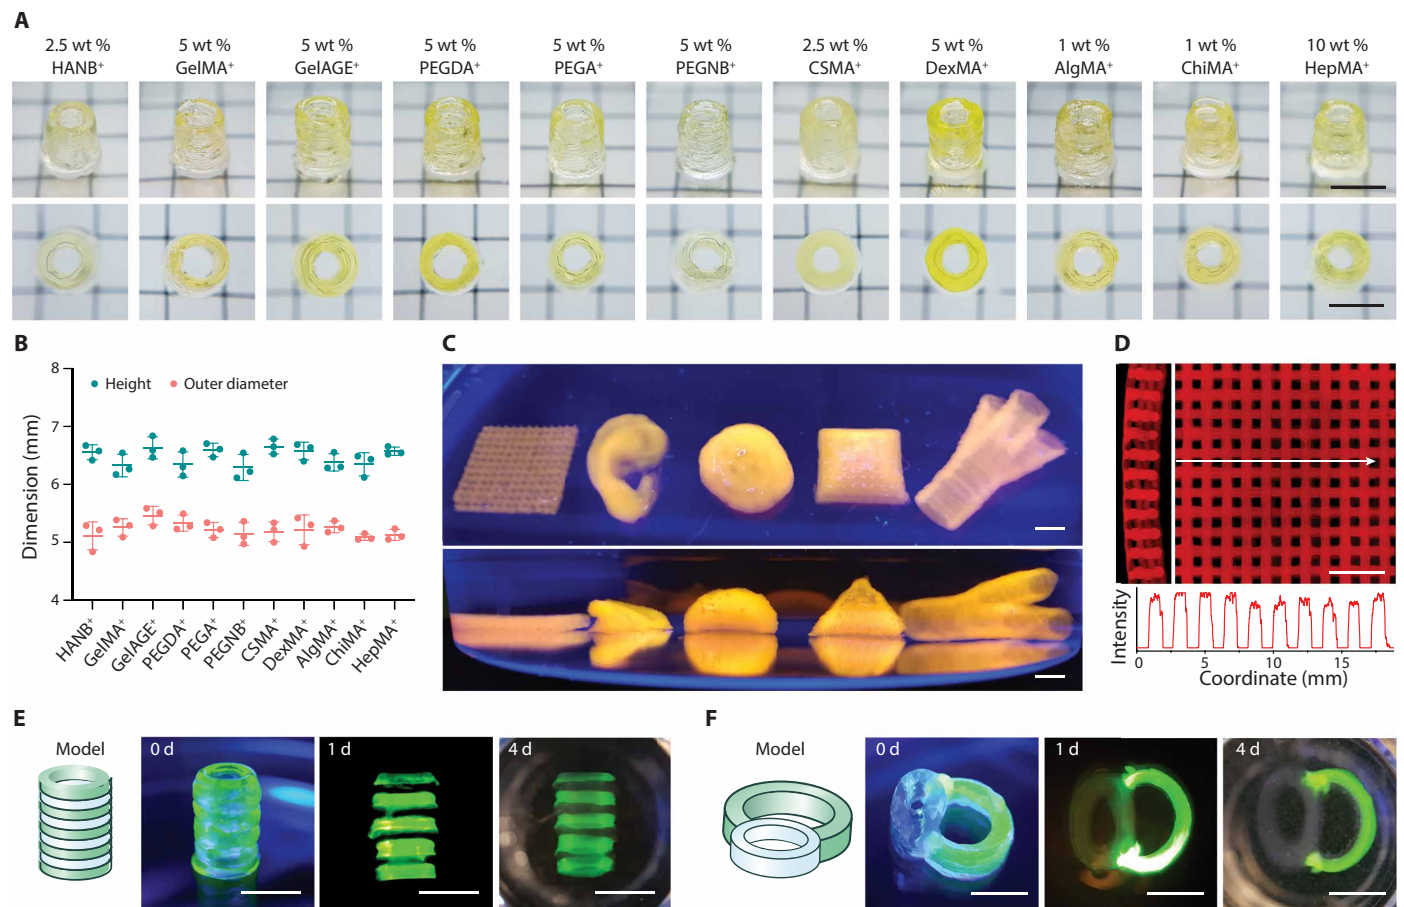 A
2.5 wt % 5 wt % 5 wt % 5 wt % 5 wt % 5 wt % 2.5 wt % 5 wt % 1 wt % 1 wt % 10 wt %
HANB⁺ GelMA⁺ GelAGE⁺ PEGDA⁺ PEGA⁺ PEGNB⁺ CSMA⁺ DexMA⁺ AlgMA⁺ ChiMA⁺ HepMA⁺
B
8
7
6
5
4
Dimension (mm)
Height Outer diameter
HANB⁺ GelMA⁺ GelAGE⁺ PEGDA⁺ PEGA⁺ PEGNB⁺ CSMA⁺ DexMA⁺ AlgMA⁺ ChiMA⁺ HepMA⁺
C
D
Intensity
0 5 10 15
Coordinate (mm)
E
Model
0 d
1 d
4 d
F
Model
0 d
1 d
4 d